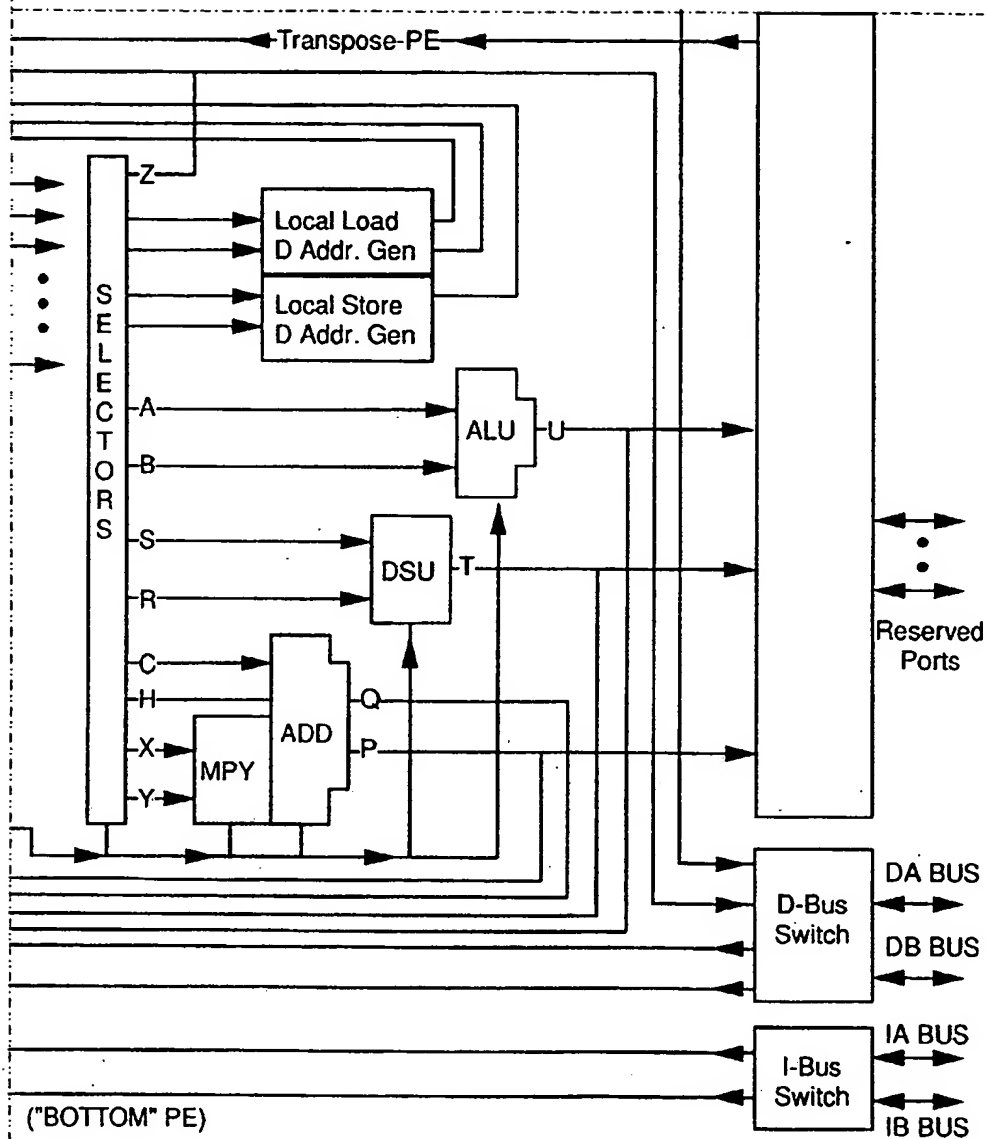 Transpose-PE
Z
Local Load
D Addr. Gen
Local Store
D Addr. Gen
SELECTORS
A
B
ALU
U
S
R
DSU
T
Reserved
Ports
C
H
X
Y
MPY
ADD
Q
P
D-Bus
Switch
DA BUS
DB BUS
I-Bus
Switch
IA BUS
IB BUS
("BOTTOM" PE)